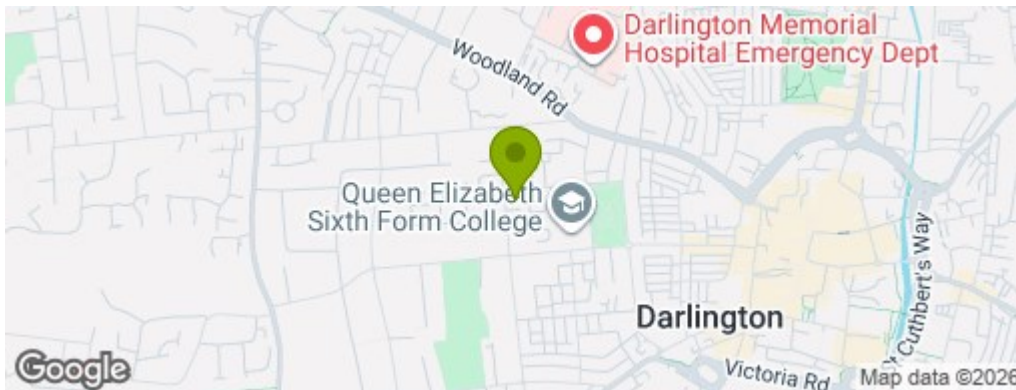 Darlington Memorial
Hospital Emergency Dept
Woodland Rd
Queen Elizabeth
Sixth Form College
Darlington
Cuthbert's Way
Victoria Rd
Google
Map data ©2026